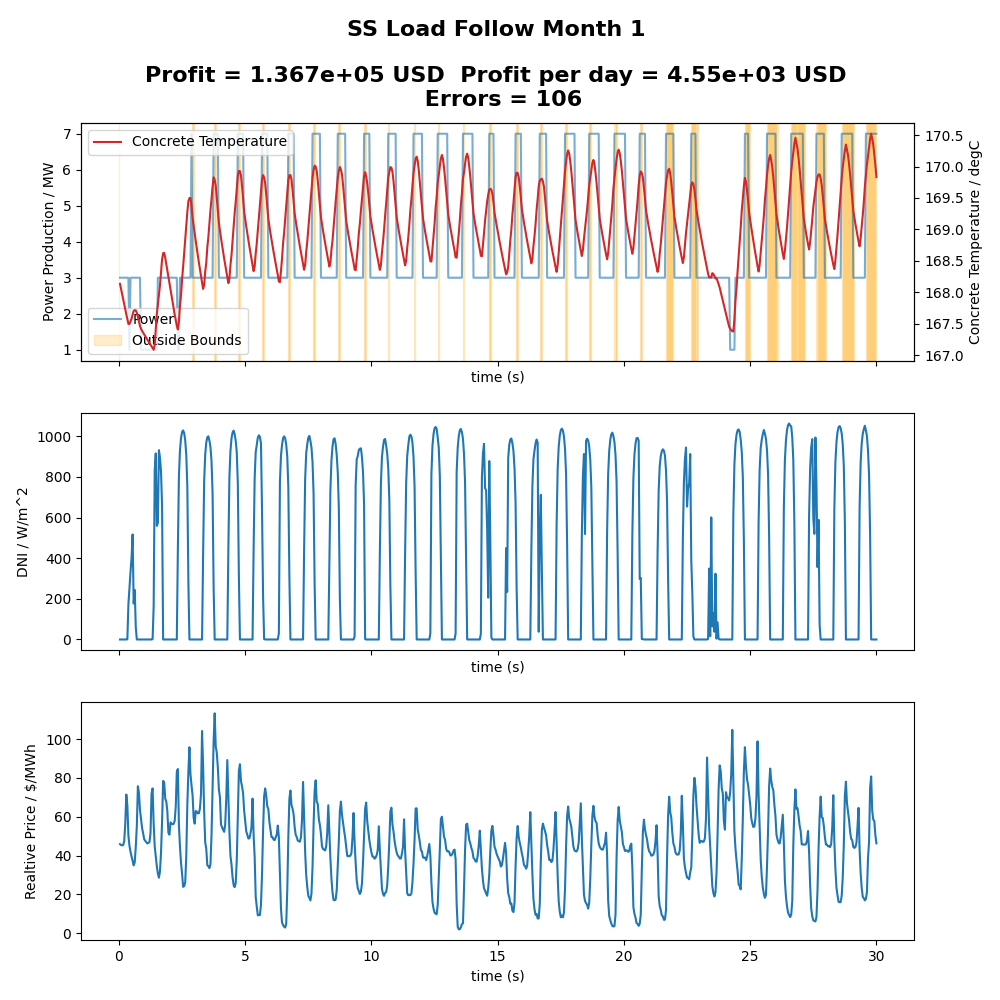 SS Load Follow Month 1
Profit = 1.367e+05 USD  Profit per day = 4.55e+03 USD
Errors = 106
Concrete Temperature
Power
Outside Bounds
Power Production / MW
7
6
5
4
3
2
1
170.5
170.0
169.5
169.0
168.5
168.0
167.5
167.0
Concrete Temperature / degC
time (s)
DNI / W/m^2
1000
800
600
400
200
0
time (s)
Realtive Price / $/MWh
100
80
60
40
20
0
0 5 10 15 20 25 30
time (s)